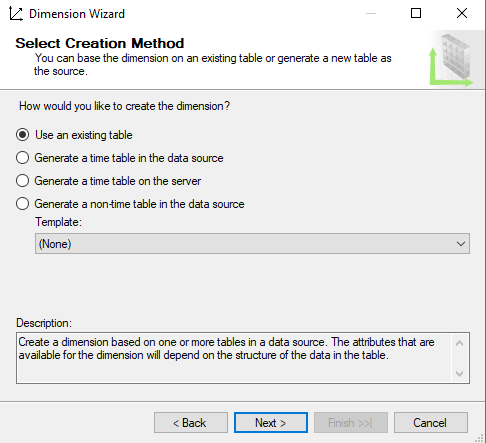 Dimension Wizard
Select Creation Method
You can base the dimension on an existing table or generate a new table as
the source.
How would you like to create the dimension?
Use an existing table
Generate a time table in the data source
Generate a time table on the server
Generate a non-time table in the data source
Template:
(None)
Description:
Create a dimension based on one or more tables in a data source. The attributes that are
available for the dimension will depend on the structure of the data in the table.
< Back
Next >
Finish >>|
Cancel